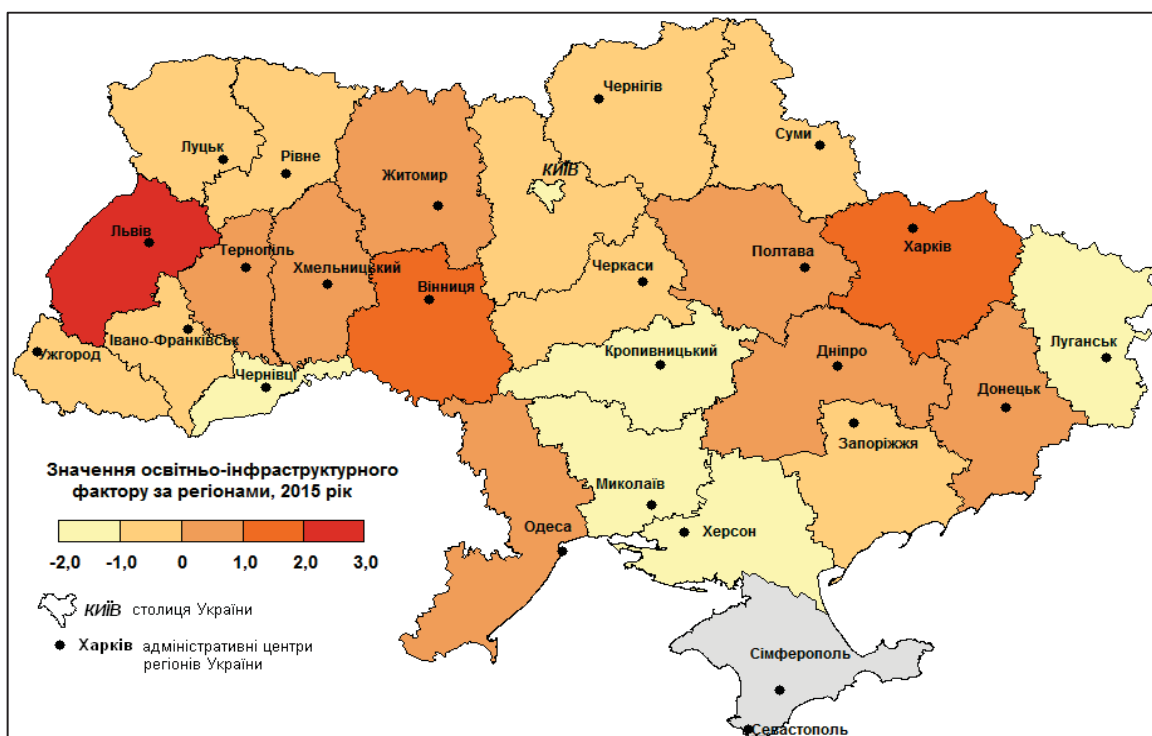 Чернігів
Суми
Луцьк
Рівне
КИЇВ
Житомир
Львів
Харків
Тернопіль
Полтава
Хмельницький
Черкаси
Вінниця
Івано-Франківськ
Ужгород
Кропивницький
Дніпро
Луганськ
Чернівці
Донецьк
Запоріжжя
Значення освітньо-інфраструктурного
фактору за регіонами, 2015 рік
Миколаїв
Одеса
Херсон
-2,0 -1,0 0 1,0 2,0 3,0
КИЇВ столиця України
Харків адміністративні центри
регіонів України
Сімферополь
Севастополь